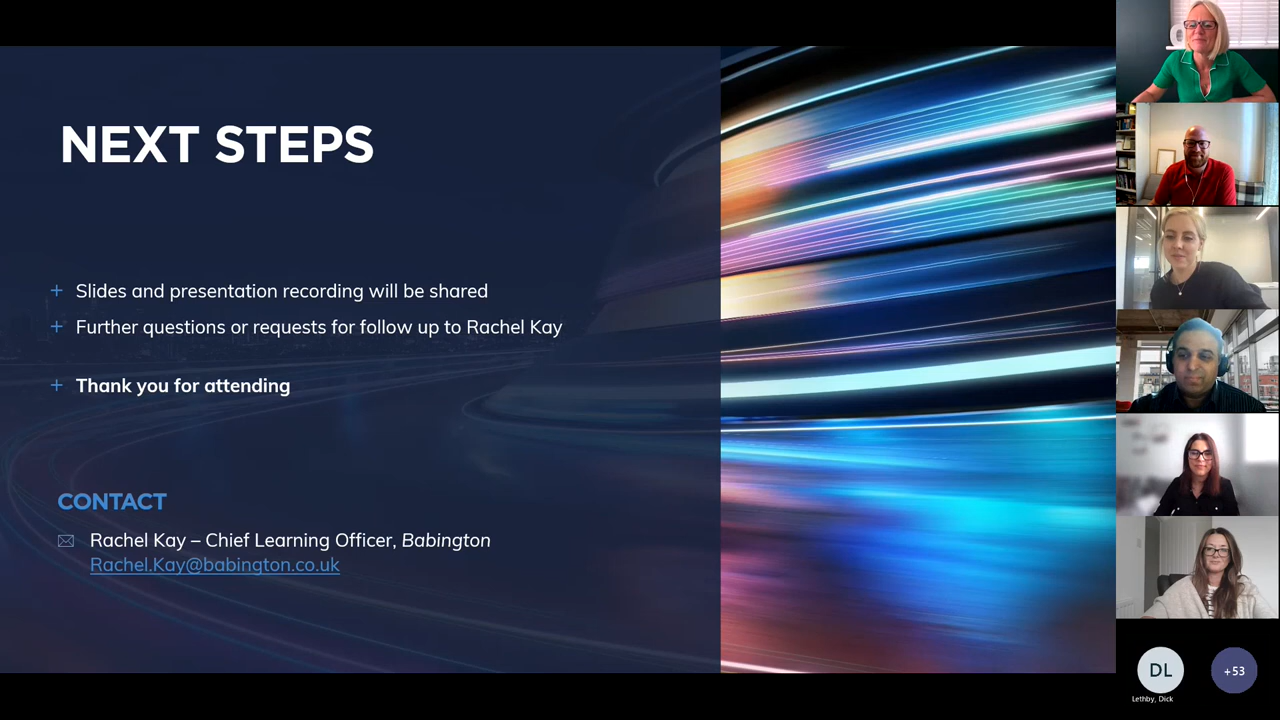 NEXT STEPS
+ Slides and presentation recording will be shared
+ Further questions or requests for follow up to Rachel Kay
+ Thank you for attending
CONTACT
Rachel Kay – Chief Learning Officer, Babington
Rachel.Kay@babington.co.uk
DL
+53
Lethby, Dick